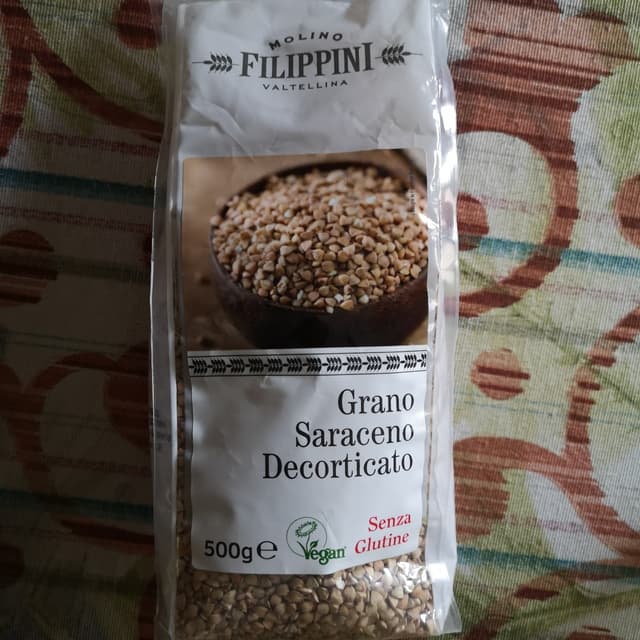 MOLINO
FILIPPINI
VALTELLINA
Grano
Saraceno
Decorticato
500g e
Vegan
Senza
Glutine